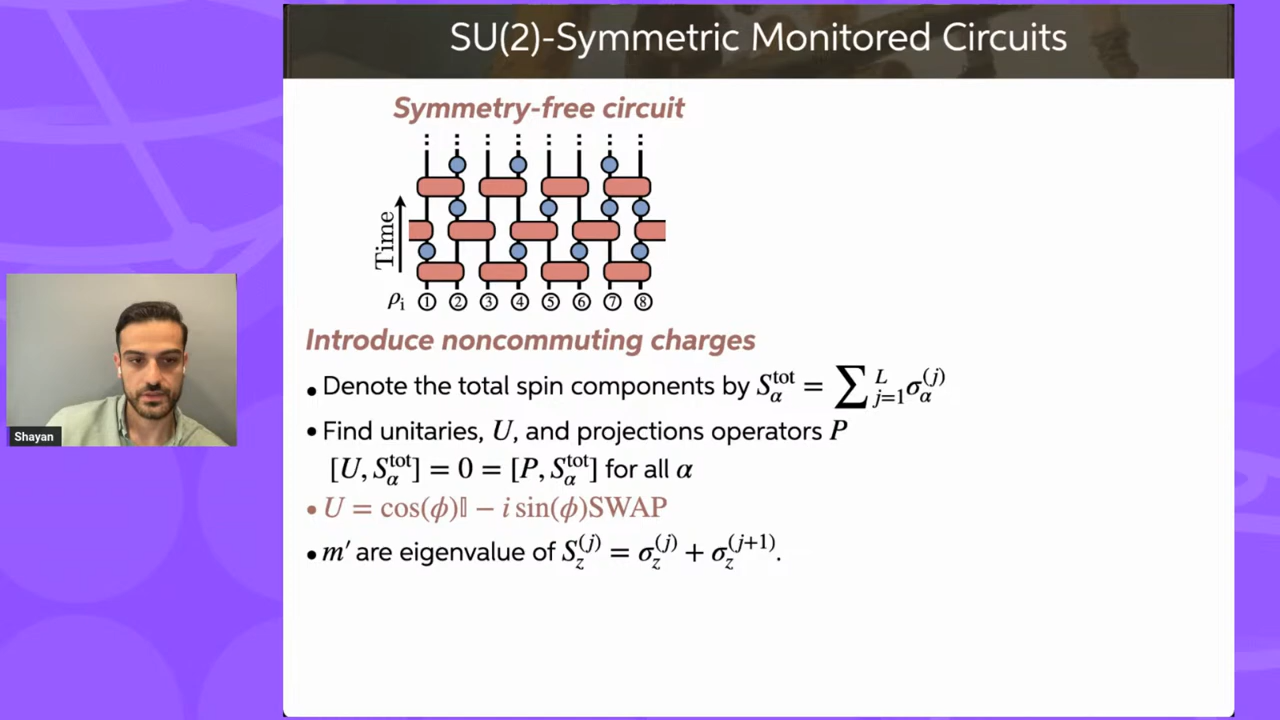 SU(2)-Symmetric Monitored Circuits
Symmetry-free circuit
Time
ρᵢ ① ② ③ ④ ⑤ ⑥ ⑦ ⑧
Introduce noncommuting charges
• Denote the total spin components by S_α^tot = ∑_{j=1}^L σ_α^(j)
• Find unitaries, U, and projections operators P
[U, S_α^tot] = 0 = [P, S_α^tot] for all α
• U = cos(ϕ)▯ − i sin(ϕ)SWAP
• m′ are eigenvalue of S_z^(j) = σ_z^(j) + σ_z^(j+1).
Shayan